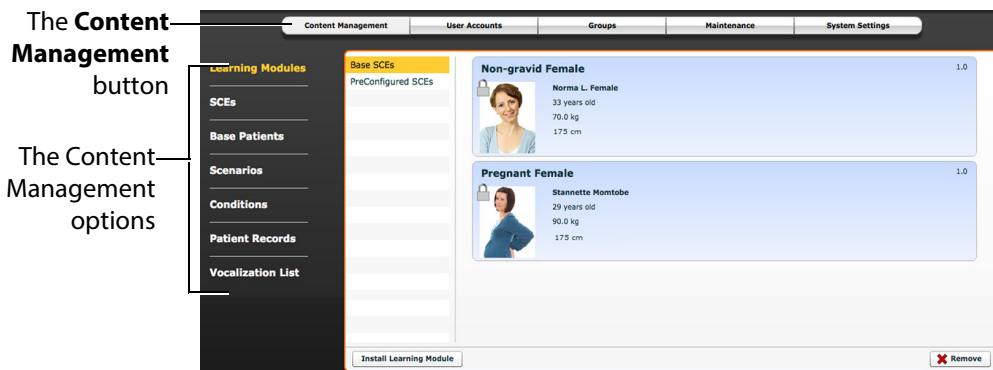 The Content
Management
button
The Content
Management
options
Content Management
User Accounts
Groups
Maintenance
System Settings
Learning Modules
SCEs
Base Patients
Scenarios
Conditions
Patient Records
Vocalization List
Base SCEs
PreConfigured SCEs
Non-gravid Female
1.0
Norma L. Female
33 years old
70.0 kg
175 cm
Pregnant Female
1.0
Stannette Momtobe
29 years old
90.0 kg
175 cm
Install Learning Module
Remove